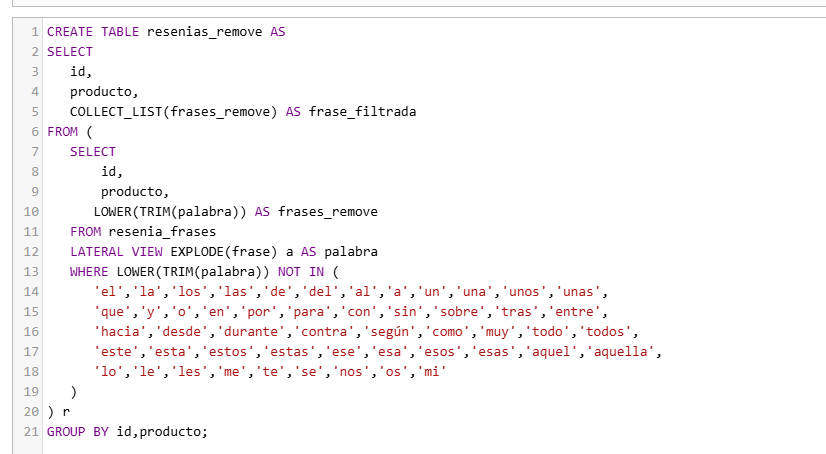 1 CREATE TABLE resenias_remove AS
2 SELECT
3 id,
4 producto,
5 COLLECT_LIST(frases_remove) AS frase_filtrada
6 FROM (
7 SELECT
8 id,
9 producto,
10 LOWER(TRIM(palabra)) AS frases_remove
11 FROM resenia_frases
12 LATERAL VIEW EXPLODE(frase) a AS palabra
13 WHERE LOWER(TRIM(palabra)) NOT IN (
14 'el','la','los','las','de','del','al','a','un','una','unos','unas',
15 'que','y','o','en','por','para','con','sin','sobre','tras','entre',
16 'hacia','desde','durante','contra','según','como','muy','todo','todos',
17 'este','esta','estos','estas','ese','esa','esos','esas','aquel','aquella',
18 'lo','le','les','me','te','se','nos','os','mi'
19 )
20 ) r
21 GROUP BY id,producto;